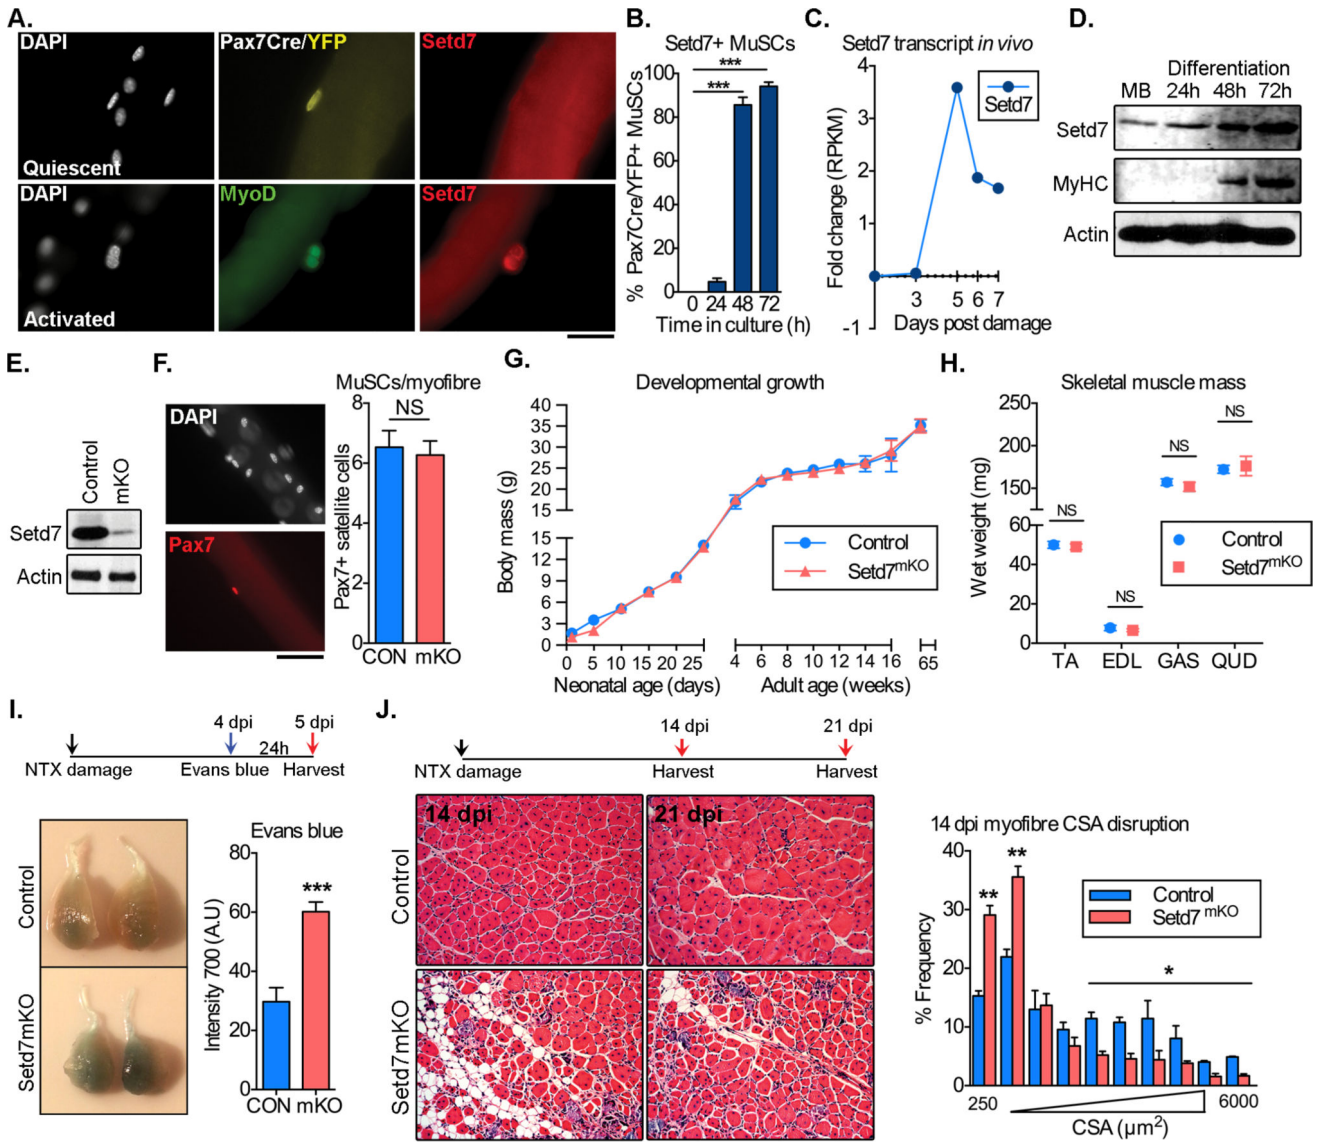 A.
DAPI
Pax7Cre/YFP
Setd7
Quiescent
DAPI
MyoD
Setd7
Activated
B.
Setd7+ MuSCs
***
***
% Pax7Cre/YFP+ MuSCs
100
80
60
40
20
0
0 24 48 72
Time in culture (h)
C.
Setd7 transcript in vivo
Fold change (RPKM)
4
3
2
1
-1
Setd7
3 5 6 7
Days post damage
D.
Differentiation
MB 24h 48h 72h
Setd7
MyHC
Actin
E.
Control
mKO
Setd7
Actin
F.
DAPI
Pax7
MuSCs/myofibre
NS
Pax7+ satellite cells
8
6
4
2
0
CON mKO
G.
Developmental growth
Body mass (g)
40
35
30
25
20
15
15
12
9
6
3
0
Control
Setd7mKO
0 5 10 15 20 25
4 6 8 10 12 14 16 65
Neonatal age (days)
Adult age (weeks)
H.
Skeletal muscle mass
Wet weight (mg)
250
200
150
60
40
20
0
NS
NS
NS
NS
Control
Setd7mKO
TA EDL GAS QUD
I.
4 dpi
5 dpi
24h
NTX damage
Evans blue
Harvest
Control
Setd7mKO
Evans blue
Intensity 700 (A.U)
80
60
40
20
0
***
CON mKO
J.
14 dpi
21 dpi
NTX damage
Harvest
Harvest
14 dpi
21 dpi
Control
Setd7mKO
14 dpi myofibre CSA disruption
% Frequency
40
30
20
10
0
**
**
*
Control
Setd7 mKO
250
6000
CSA (µm2)